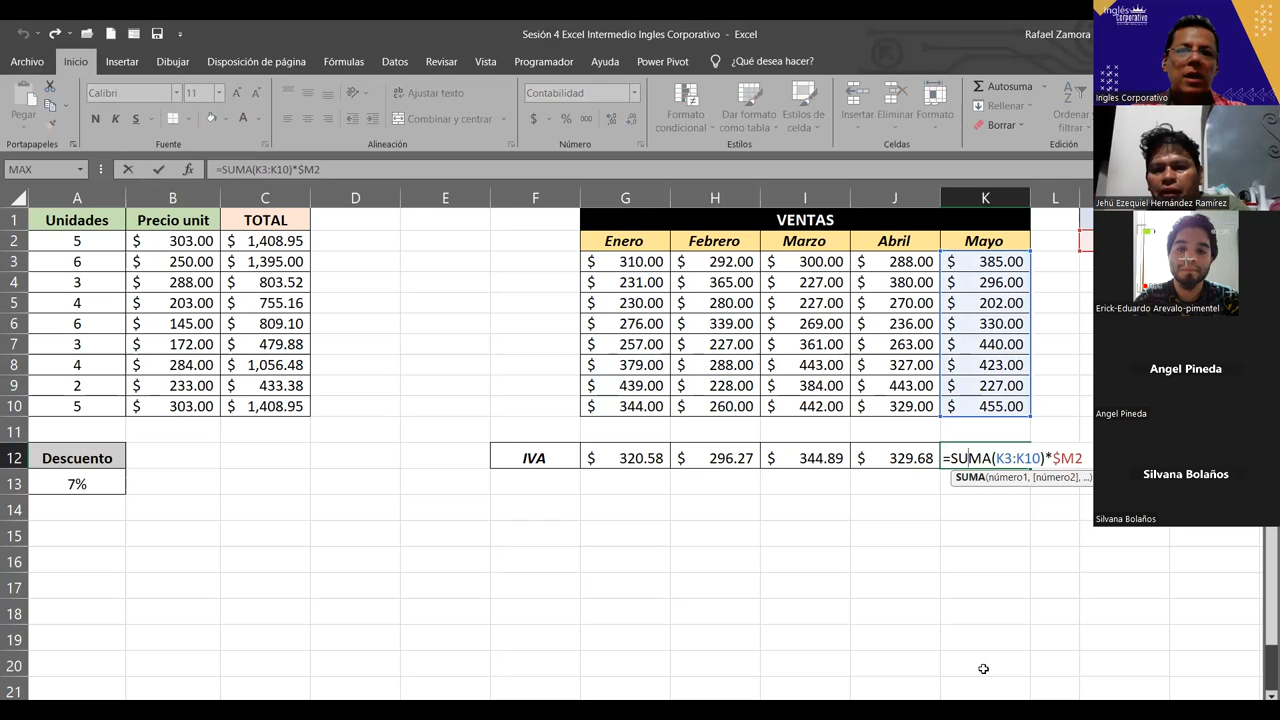 Sesión 4 Excel Intermedio Ingles Corporativo - Excel
Rafael Zamora
Archivo Inicio Insertar Dibujar Disposición de página Fórmulas Datos Revisar Vista Programador Ayuda Power Pivot ¿Qué desea hacer?
Pegar
Calibri 11
N K S
Ajustar texto
Combinar y centrar
Contabilidad
$ % 000
Formato condicional
Dar formato como tabla
Estilos de celda
Insertar Eliminar Formato
Autosuma
Rellenar
Borrar
Ordenar y
filtrar
Portapapeles Fuente Alineación Número Estilos Celdas Edición
MAX fx =SUMA(K3:K10)*$M2
A B C D E F G H I J K L
1 Unidades Precio unit TOTAL VENTAS
2 5 $ 303.00 $ 1,408.95 Enero Febrero Marzo Abril Mayo
3 6 $ 250.00 $ 1,395.00 $ 310.00 $ 292.00 $ 300.00 $ 288.00 $ 385.00
4 3 $ 288.00 $ 803.52 $ 231.00 $ 365.00 $ 227.00 $ 380.00 $ 296.00
5 4 $ 203.00 $ 755.16 $ 230.00 $ 280.00 $ 227.00 $ 270.00 $ 202.00
6 6 $ 145.00 $ 809.10 $ 276.00 $ 339.00 $ 269.00 $ 236.00 $ 330.00
7 3 $ 172.00 $ 479.88 $ 257.00 $ 227.00 $ 361.00 $ 263.00 $ 440.00
8 4 $ 284.00 $ 1,056.48 $ 379.00 $ 288.00 $ 443.00 $ 327.00 $ 423.00
9 2 $ 233.00 $ 433.38 $ 439.00 $ 228.00 $ 384.00 $ 443.00 $ 227.00
10 5 $ 303.00 $ 1,408.95 $ 344.00 $ 260.00 $ 442.00 $ 329.00 $ 455.00
11
12 Descuento IVA $ 320.58 $ 296.27 $ 344.89 $ 329.68 =SUMA(K3:K10)*$M2
13 7% SUMA(número1, [número2], ...)
14
15
16
17
18
19
20
21
Inglés
Corporativo
Ingles Corporativo
Jehú Ezequiel Hernández Ramírez
Erick-Eduardo Arevalo-pimentel
Angel Pineda
Angel Pineda
Silvana Bolaños
Silvana Bolaños